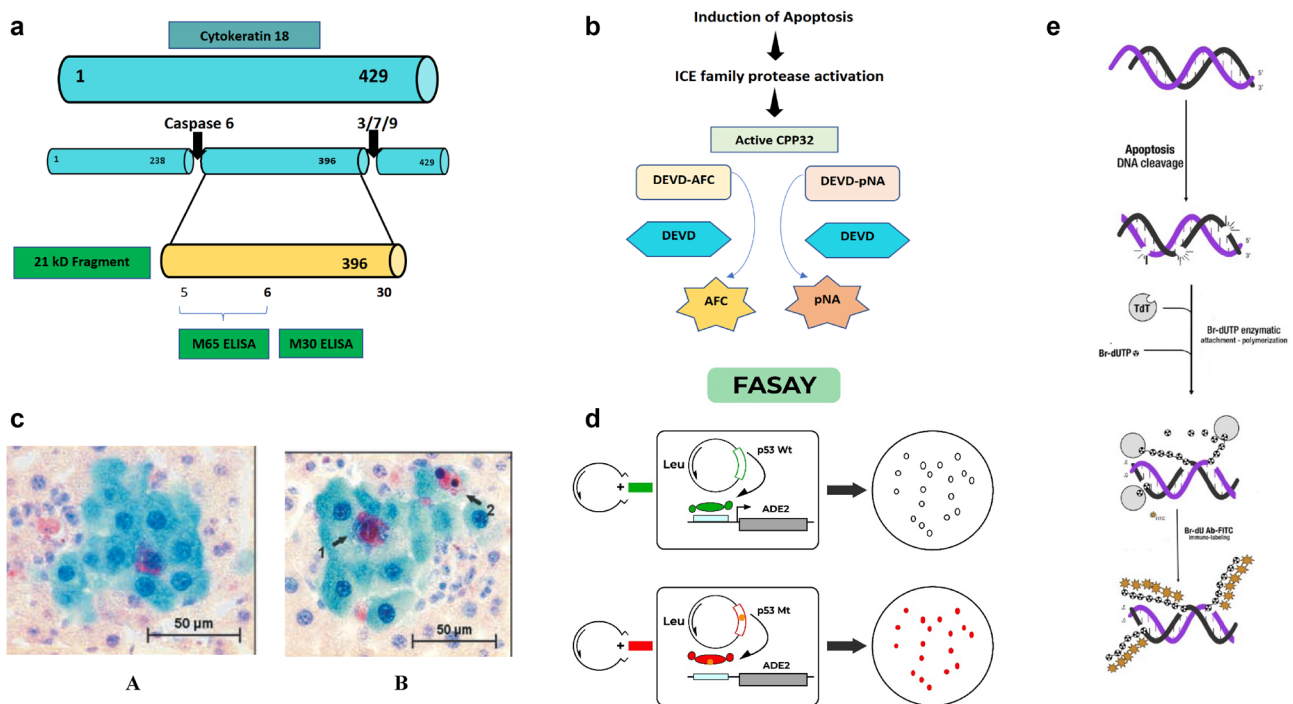 a
Cytokeratin 18
1
429
Caspase 6
3/7/9
1
238
396
429
21 kD Fragment
396
5
6
30
M65 ELISA
M30 ELISA
b
Induction of Apoptosis
ICE family protease activation
Active CPP32
DEVD-AFC
DEVD-pNA
DEVD
DEVD
AFC
pNA
c
50 µm
A
1
2
50 µm
B
FASAY
d
+
Leu
p53 Wt
ADE2
+
Leu
p53 Mt
ADE2
e
5'
3'
Apoptosis
DNA cleavage
5'
3'
TdT
Br-dUTP enzymatic
attachment - polymerization
Br-dUTP
FITC
Br-dU Ab-FITC
immuno-labeling